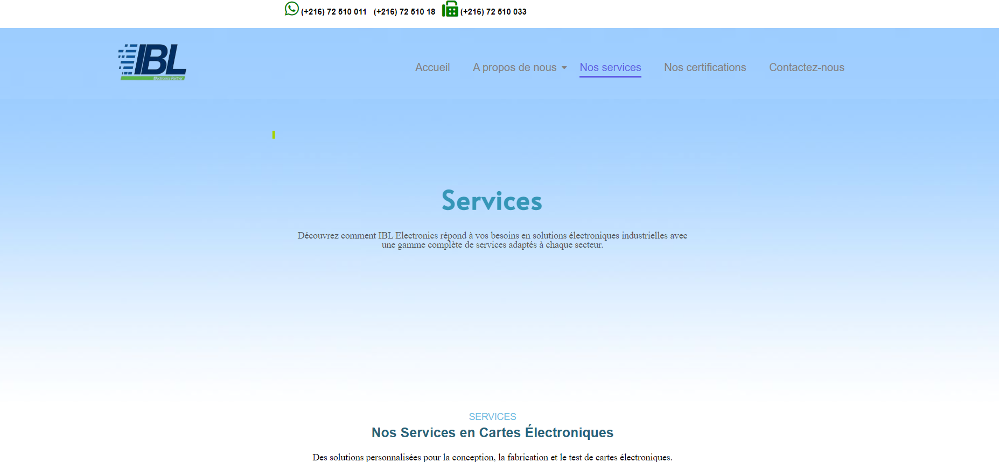 (+216) 72 510 011 (+216) 72 510 18 (+216) 72 510 033
IBL
Electronics Partner
Accueil A propos de nous Nos services Nos certifications Contactez-nous
Services
Découvrez comment IBL Electronics répond à vos besoins en solutions électroniques industrielles avec
une gamme complète de services adaptés à chaque secteur.
SERVICES
Nos Services en Cartes Électroniques
Des solutions personnalisées pour la conception, la fabrication et le test de cartes électroniques.